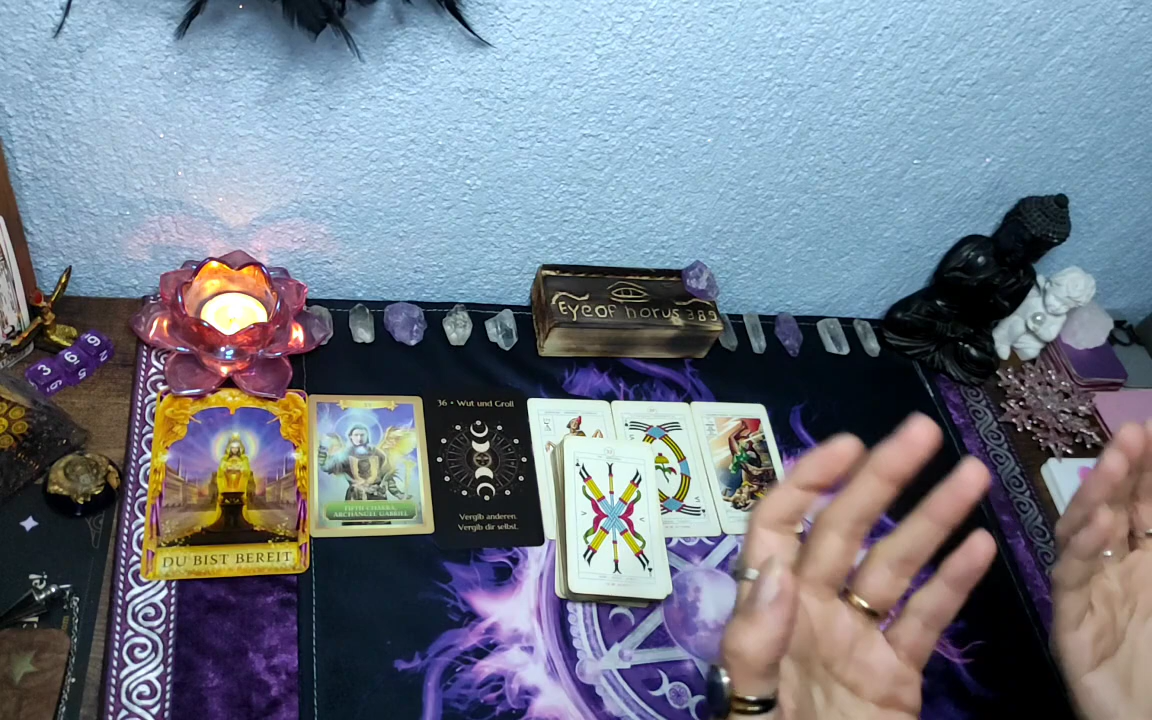 EYE OF horus 389
36 • Wut und Groll
FIFTH CHAKRA,
ARCHANGEL GABRIEL
Vergib anderen.
Vergib dir selbst.
DU BIST BEREIT
V
V